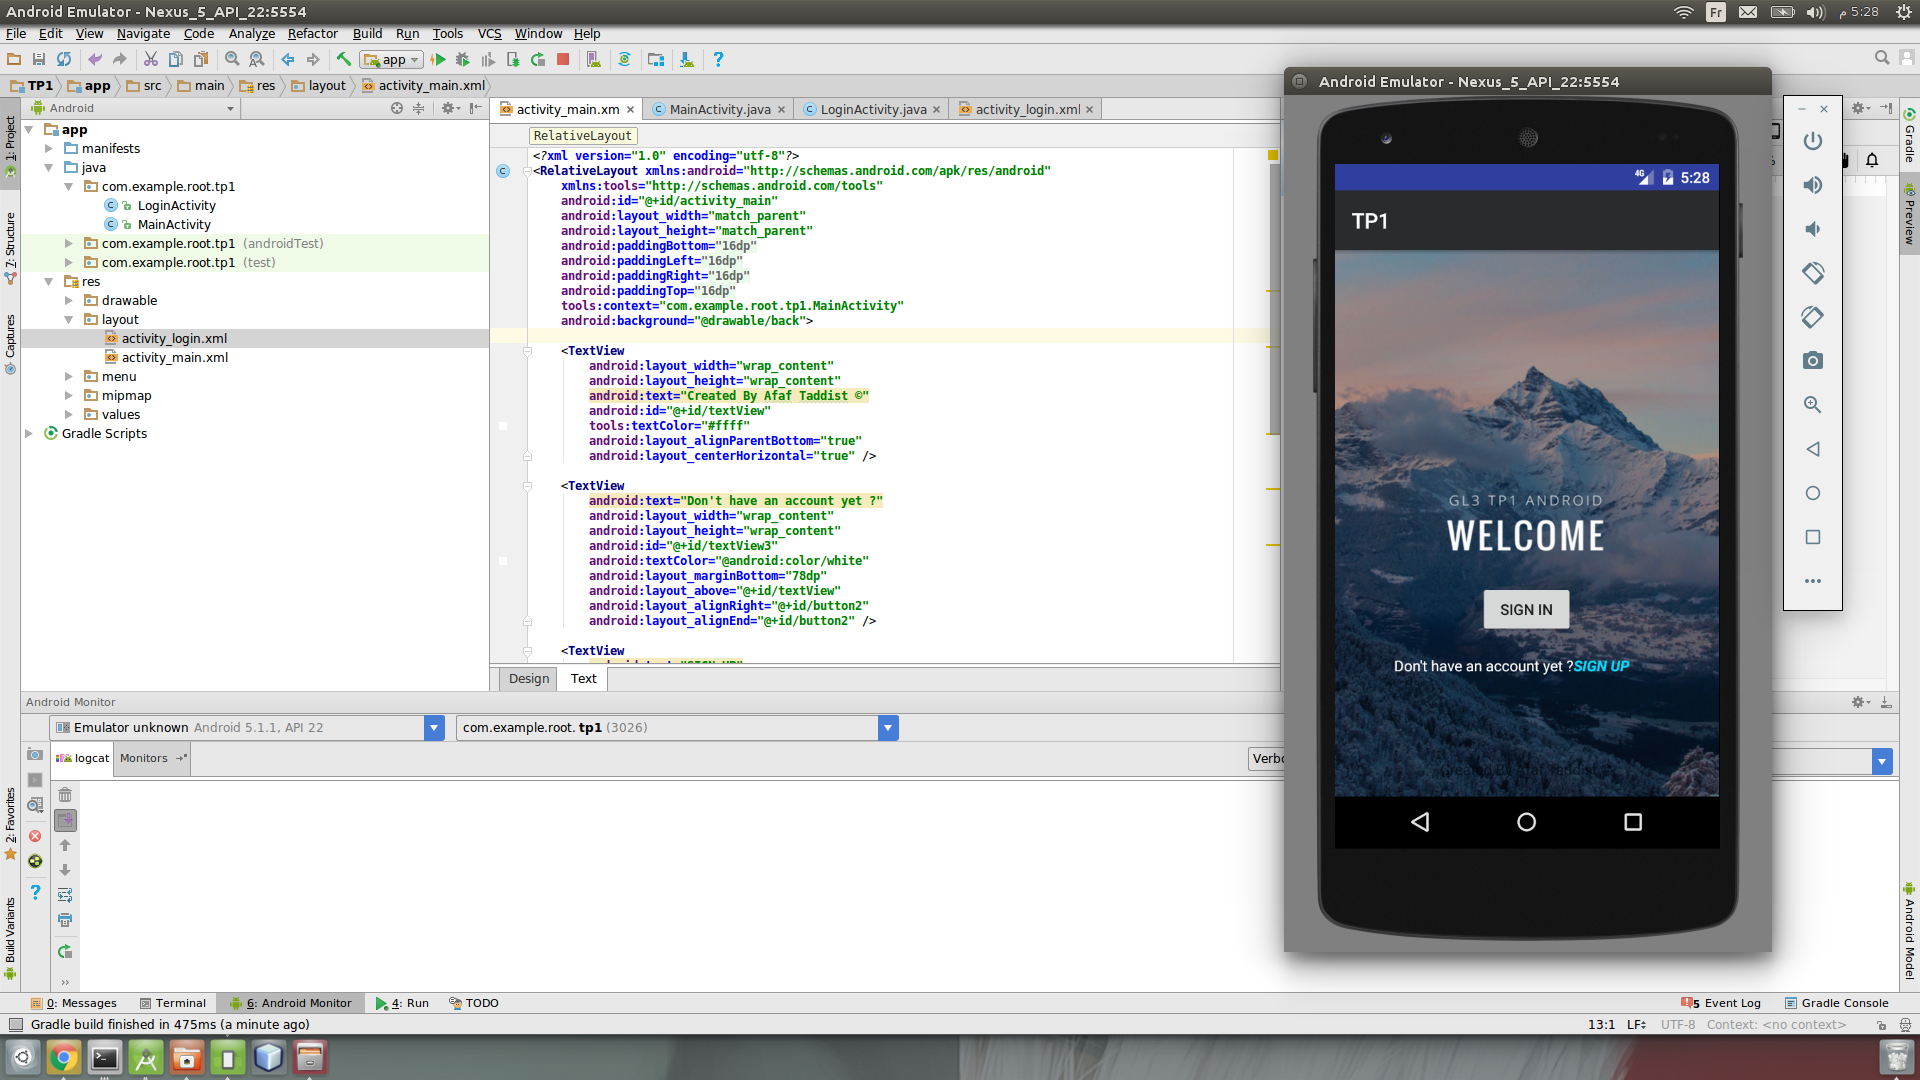 Android Emulator - Nexus_5_API_22:5554
Fr
5:28 م
File Edit View Navigate Code Analyze Refactor Build Run Tools VCS Window Help
app
TP1 app src main res layout activity_main.xml
Android
activity_main.xm MainActivity.java LoginActivity.java activity_login.xml
1: Project
7: Structure
Captures
2: Favorites
Build Variants
app
manifests
java
com.example.root.tp1
LoginActivity
MainActivity
com.example.root.tp1 (androidTest)
com.example.root.tp1 (test)
res
drawable
layout
activity_login.xml
activity_main.xml
menu
mipmap
values
Gradle Scripts
RelativeLayout
<?xml version="1.0" encoding="utf-8"?>
<RelativeLayout xmlns:android="http://schemas.android.com/apk/res/android"
xmlns:tools="http://schemas.android.com/tools"
android:id="@+id/activity_main"
android:layout_width="match_parent"
android:layout_height="match_parent"
android:paddingBottom="16dp"
android:paddingLeft="16dp"
android:paddingRight="16dp"
android:paddingTop="16dp"
tools:context="com.example.root.tp1.MainActivity"
android:background="@drawable/back">
<TextView
android:layout_width="wrap_content"
android:layout_height="wrap_content"
android:text="Created By Afaf Taddist ©"
android:id="@+id/textView"
tools:textColor="#ffff"
android:layout_alignParentBottom="true"
android:layout_centerHorizontal="true" />
<TextView
android:text="Don't have an account yet ?"
android:layout_width="wrap_content"
android:layout_height="wrap_content"
android:id="@+id/textView3"
android:textColor="@android:color/white"
android:layout_marginBottom="78dp"
android:layout_above="@+id/textView"
android:layout_alignRight="@+id/button2"
android:layout_alignEnd="@+id/button2" />
<TextView
android:text="SIGN UP"
Design Text
Android Emulator - Nexus_5_API_22:5554
4G 5:28
TP1
GL3 TP1 ANDROID
WELCOME
SIGN IN
Don't have an account yet ?SIGN UP
Created By Afaf Taddist ©
Gradle
Preview
Android Model
Android Monitor
Emulator unknown Android 5.1.1, API 22
com.example.root. tp1 (3026)
logcat Monitors
Verbo
0: Messages Terminal 6: Android Monitor 4: Run TODO
5 Event Log Gradle Console
Gradle build finished in 475ms (a minute ago)
13:1 LF UTF-8 Context: <no context>